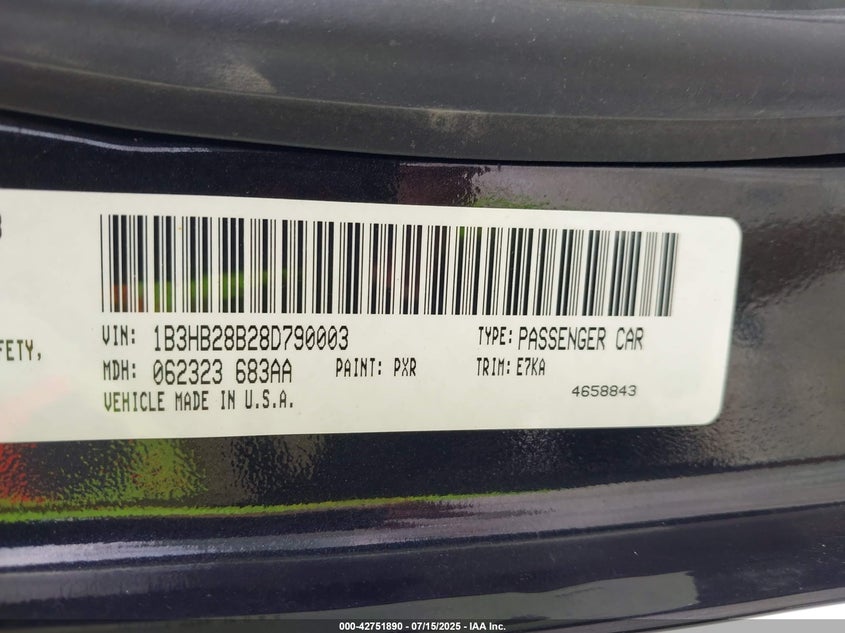 VIN: 1B3HB28B28D790003 TYPE: PASSENGER CAR
FETY,
MDH: 062323 683AA PAINT: PXR TRIM: E7KA
VEHICLE MADE IN U.S.A. 4658843
000-42751890 - 07/15/2025 - IAA Inc.